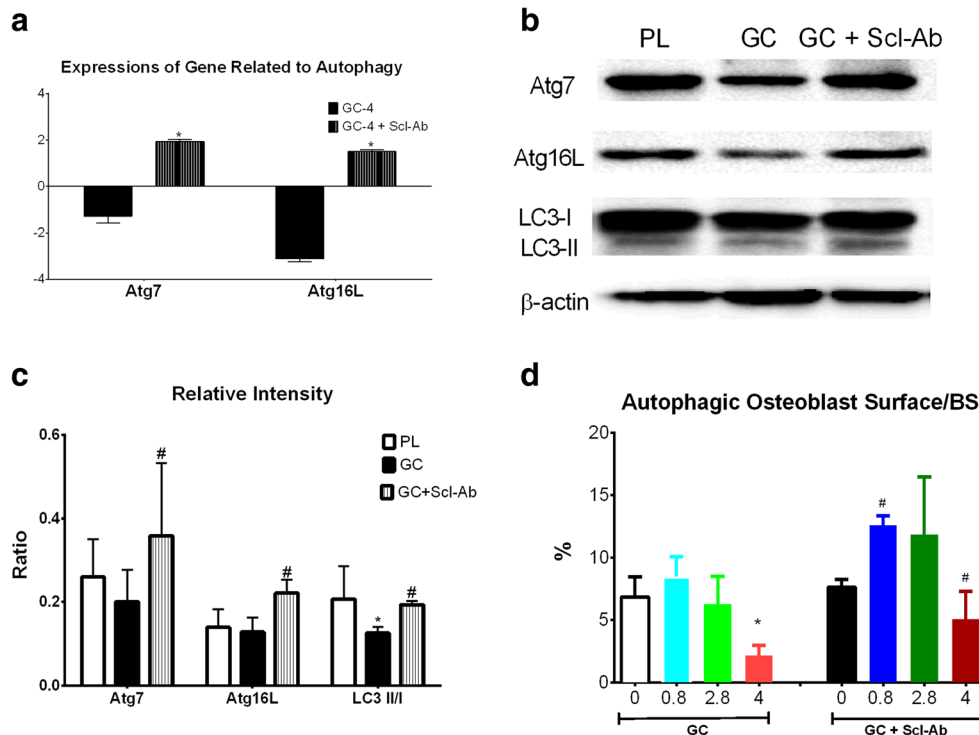 a
Expressions of Gene Related to Autophagy
4
2
0
-2
-4
GC-4
GC-4 + Scl-Ab
*
*
Atg7
Atg16L
b
PL GC GC + Scl-Ab
Atg7
Atg16L
LC3-I
LC3-II
β-actin
c
Relative Intensity
0.6
0.4
0.2
0.0
Ratio
PL
GC
GC+Scl-Ab
#
#
*
#
Atg7 Atg16L LC3 II/I
d
Autophagic Osteoblast Surface/BS
20
15
10
5
0
%
*
#
#
0 0.8 2.8 4 0 0.8 2.8 4
GC GC + Scl-Ab